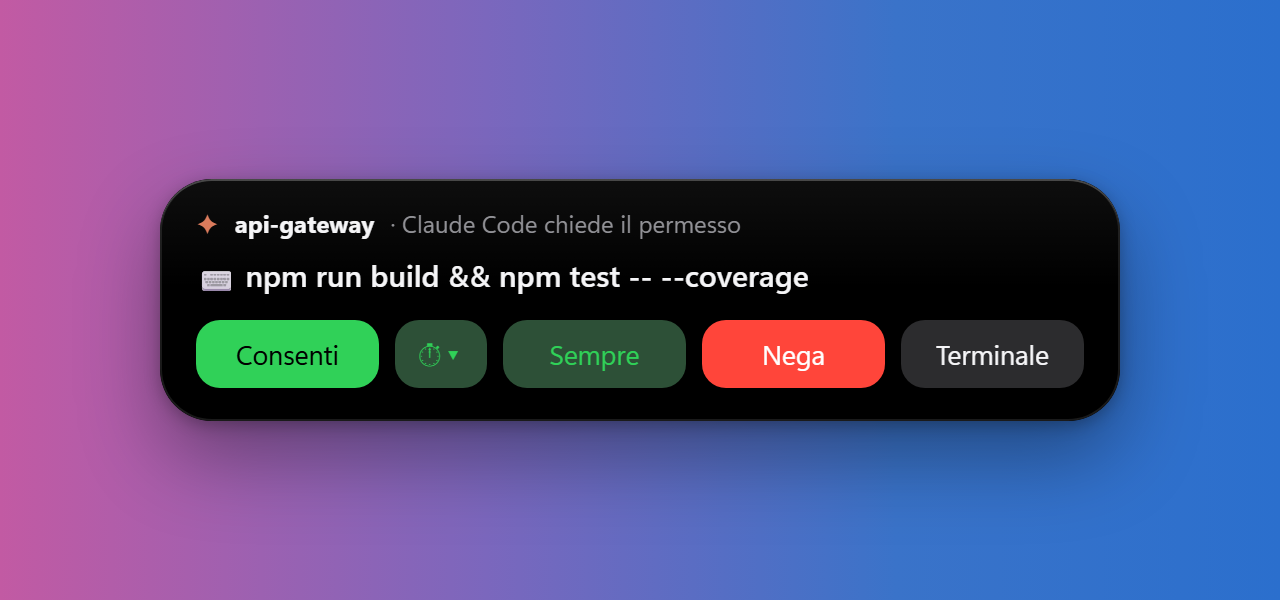 api-gateway · Claude Code chiede il permesso
npm run build && npm test -- --coverage
Consenti Sempre Nega Terminale